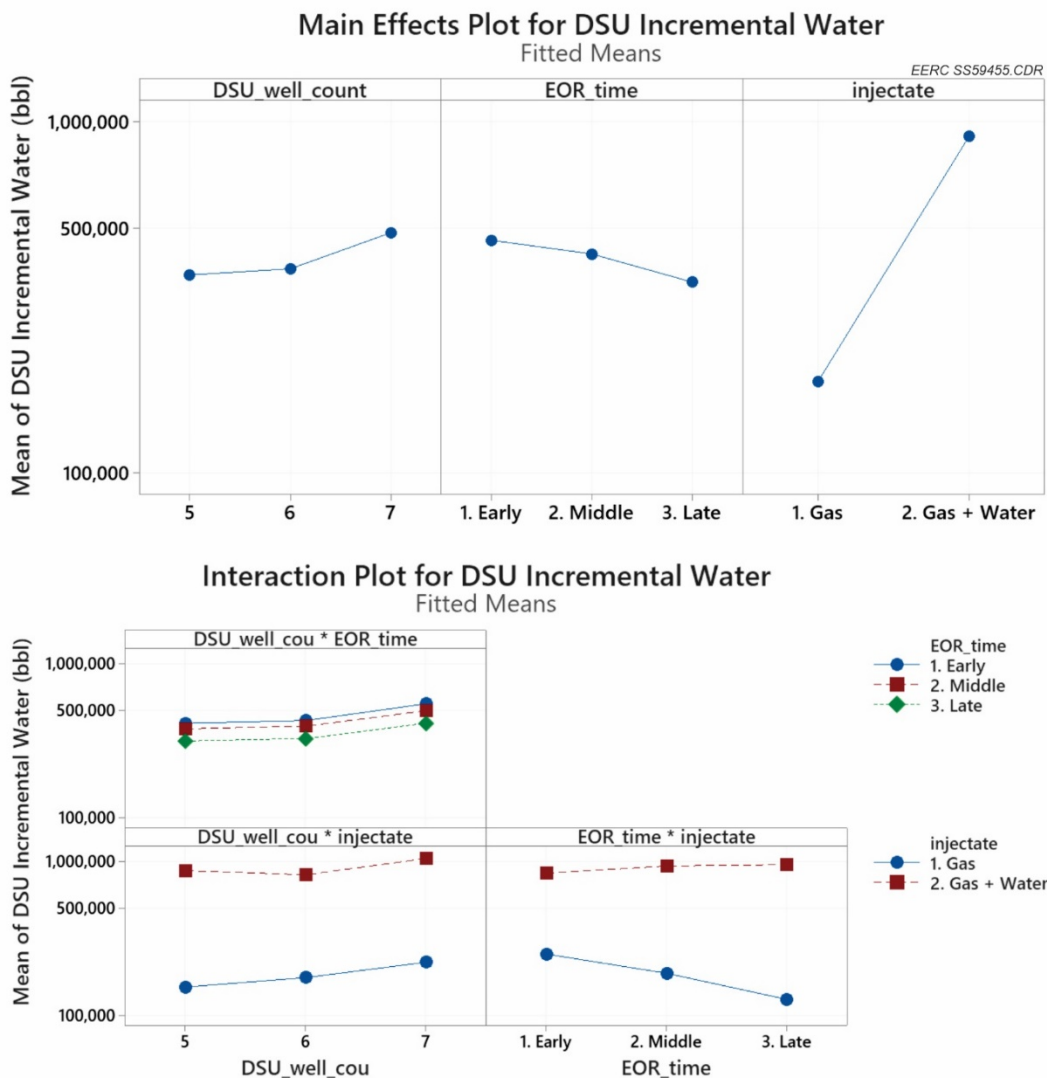 Main Effects Plot for DSU Incremental Water
Fitted Means
EERC SS59455.CDR
DSU_well_count EOR_time injectate
Mean of DSU Incremental Water (bbl)
1,000,000
500,000
100,000
5 6 7 1. Early 2. Middle 3. Late 1. Gas 2. Gas + Water
Interaction Plot for DSU Incremental Water
Fitted Means
Mean of DSU Incremental Water (bbl)
DSU_well_cou * EOR_time
1,000,000
500,000
100,000
EOR_time
1. Early
2. Middle
3. Late
DSU_well_cou * injectate EOR_time * injectate
1,000,000
500,000
100,000
injectate
1. Gas
2. Gas + Water
5 6 7 1. Early 2. Middle 3. Late
DSU_well_cou EOR_time